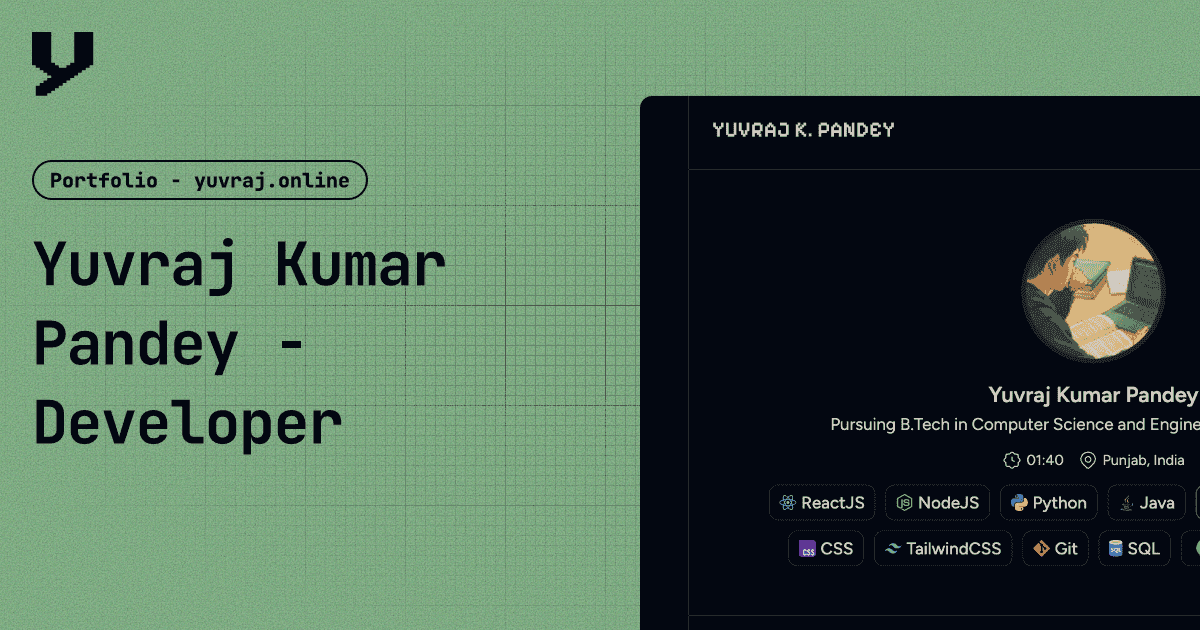 Y
Portfolio - yuvraj.online
Yuvraj Kumar
Pandey -
Developer
YUVRAJ K. PANDEY
Yuvraj Kumar Pandey
Pursuing B.Tech in Computer Science and Engine
01:40 Punjab, India
ReactJS NodeJS Python Java
CSS CSS TailwindCSS Git SQL SQL